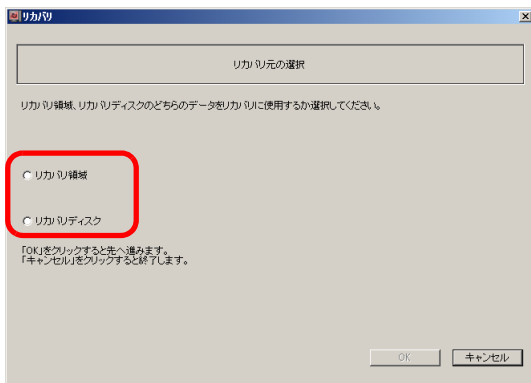 リカバリ
リカバリ元の選択
リカバリ領域、リカバリディスクのどちらのデータをリカバリに使用するか選択してください。
リカバリ領域
リカバリディスク
「OK」をクリックすると先へ進みます。
「キャンセル」をクリックすると終了します。
OK
キャンセル